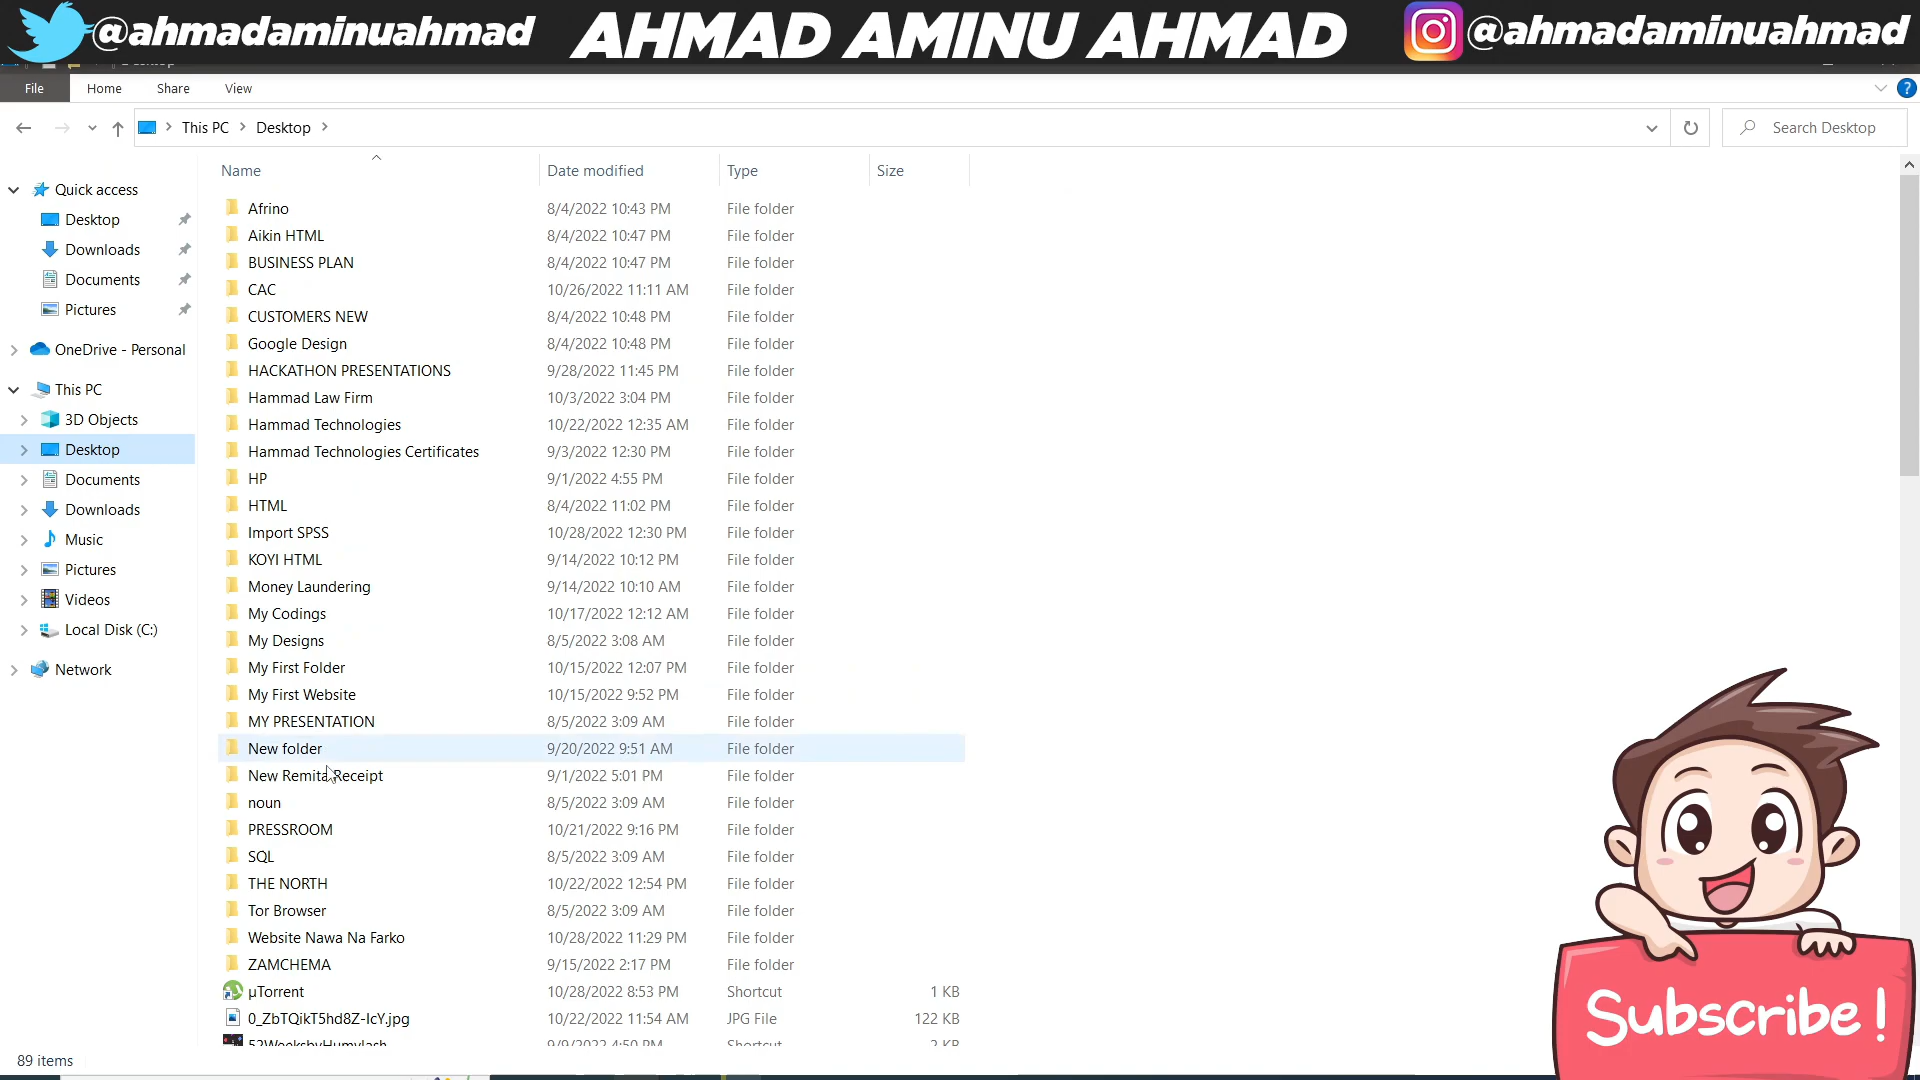 @ahmadaminuahmad AHMAD AMINU AHMAD @ahmadaminuahmad
File Home Share View
This PC Desktop Search Desktop
Name Date modified Type Size
Quick access
Desktop
Downloads
Documents
Pictures
OneDrive - Personal
This PC
3D Objects
Desktop
Documents
Downloads
Music
Pictures
Videos
Local Disk (C:)
Network
Afrino 8/4/2022 10:43 PM File folder
Aikin HTML 8/4/2022 10:47 PM File folder
BUSINESS PLAN 8/4/2022 10:47 PM File folder
CAC 10/26/2022 11:11 AM File folder
CUSTOMERS NEW 8/4/2022 10:48 PM File folder
Google Design 8/4/2022 10:48 PM File folder
HACKATHON PRESENTATIONS 9/28/2022 11:45 PM File folder
Hammad Law Firm 10/3/2022 3:04 PM File folder
Hammad Technologies 10/22/2022 12:35 AM File folder
Hammad Technologies Certificates 9/3/2022 12:30 PM File folder
HP 9/1/2022 4:55 PM File folder
HTML 8/4/2022 11:02 PM File folder
Import SPSS 10/28/2022 12:30 PM File folder
KOYI HTML 9/14/2022 10:12 PM File folder
Money Laundering 9/14/2022 10:10 AM File folder
My Codings 10/17/2022 12:12 AM File folder
My Designs 8/5/2022 3:08 AM File folder
My First Folder 10/15/2022 12:07 PM File folder
My First Website 10/15/2022 9:52 PM File folder
MY PRESENTATION 8/5/2022 3:09 AM File folder
New folder 9/20/2022 9:51 AM File folder
New Remita Receipt 9/1/2022 5:01 PM File folder
noun 8/5/2022 3:09 AM File folder
PRESSROOM 10/21/2022 9:16 PM File folder
SQL 8/5/2022 3:09 AM File folder
THE NORTH 10/22/2022 12:54 PM File folder
Tor Browser 8/5/2022 3:09 AM File folder
Website Nawa Na Farko 10/28/2022 11:29 PM File folder
ZAMCHEMA 9/15/2022 2:17 PM File folder
µTorrent 10/28/2022 8:53 PM Shortcut 1 KB
0_ZbTQikT5hd8Z-IcY.jpg 10/22/2022 11:54 AM JPG File 122 KB
52WeeksbyHumylash 9/9/2022 4:50 PM Shortcut 2 KB
89 items
Subscribe!